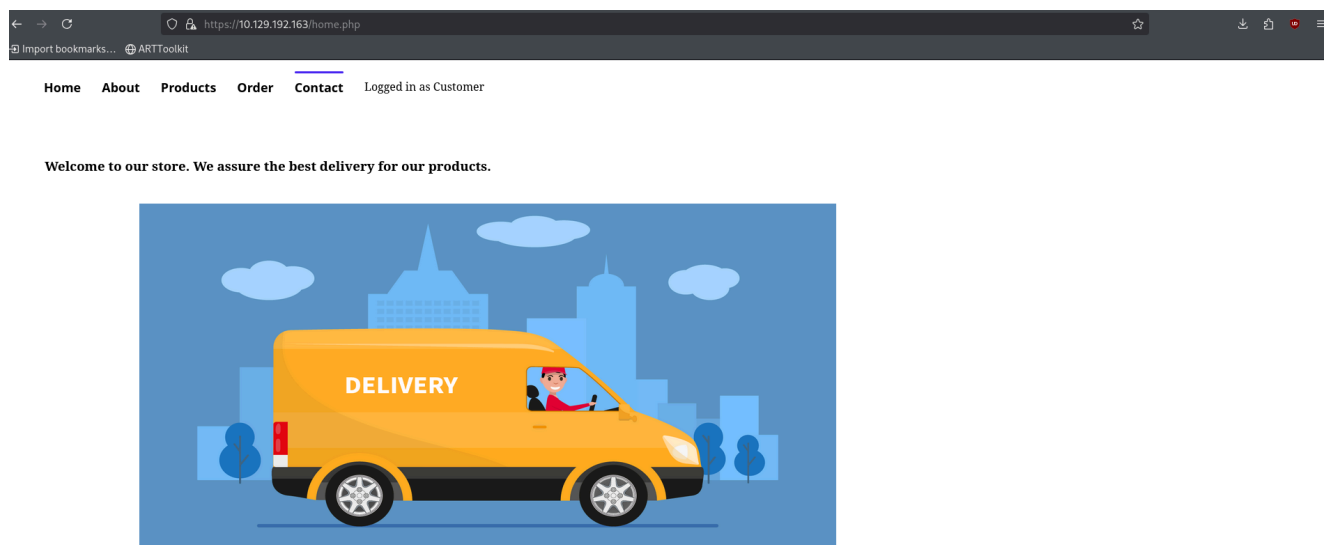 https://10.129.192.163/home.php
Import bookmarks... ARTToolkit
Home About Products Order Contact Logged in as Customer
Welcome to our store. We assure the best delivery for our products.
DELIVERY